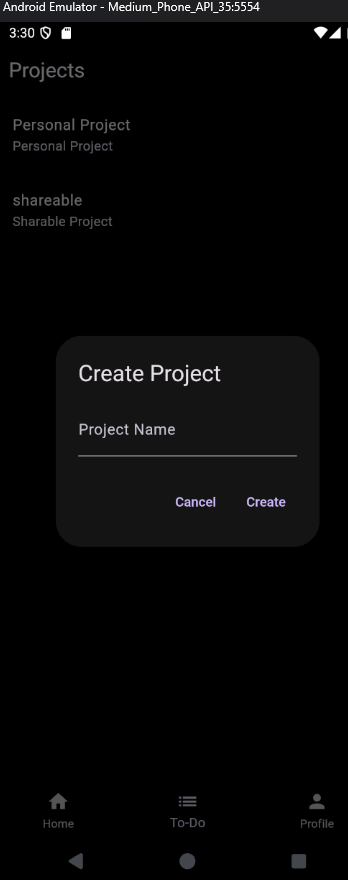 Android Emulator - Medium_Phone_API_35:5554
3:30
Projects
Personal Project
Personal Project
shareable
Sharable Project
Create Project
Project Name
Cancel Create
Home To-Do Profile